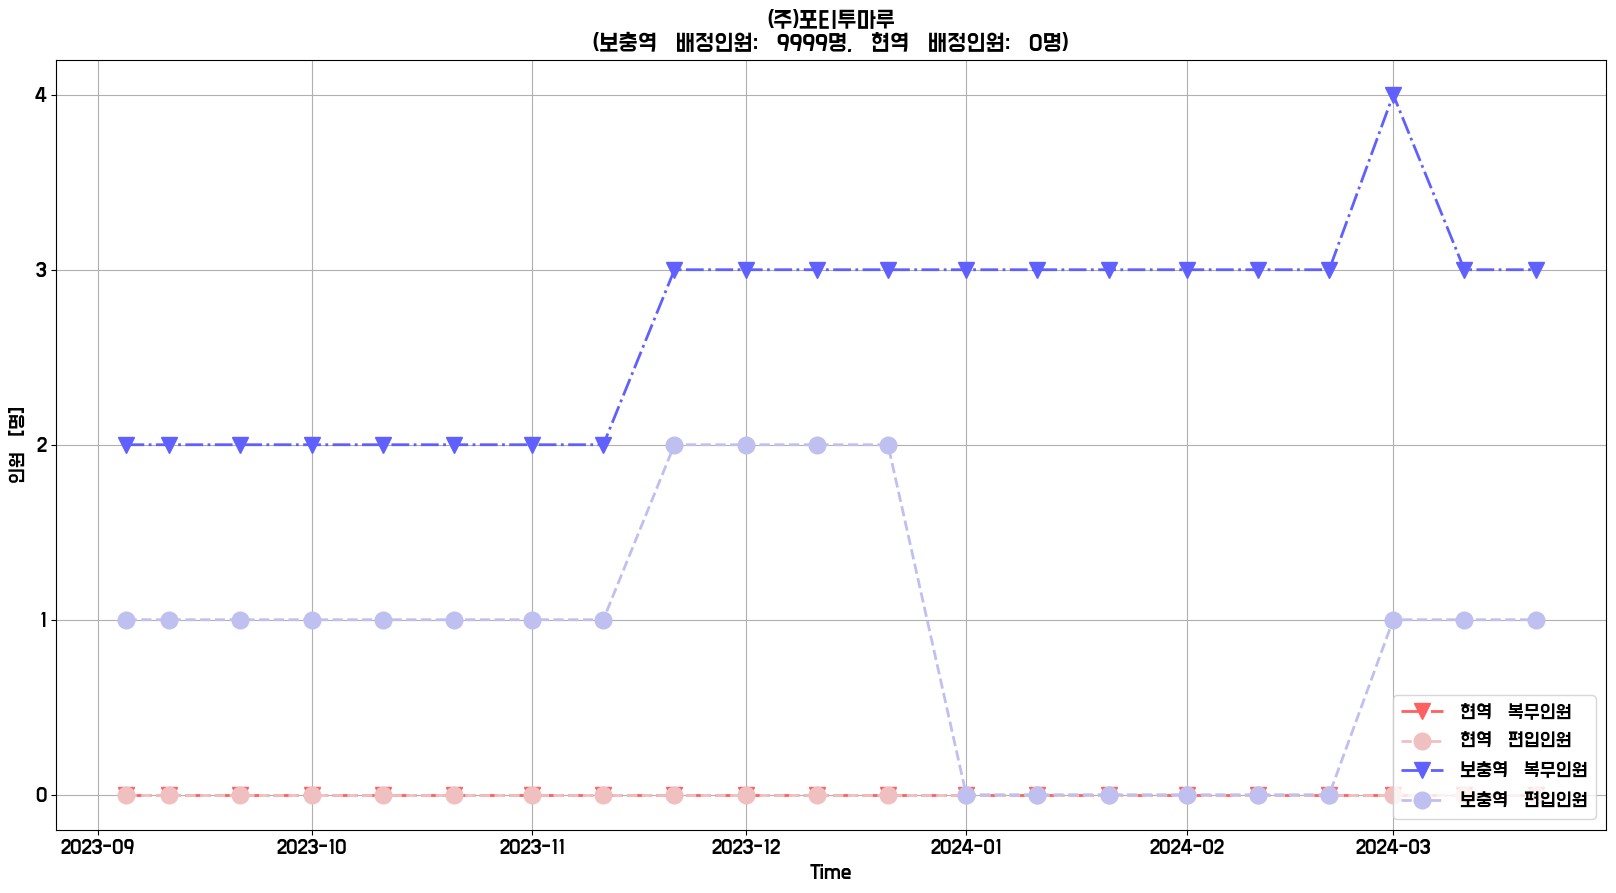 (주)포티투마루
(보충역 배정인원: 9999명, 현역 배정인원: 0명)
인원 [명]
4
3
2
1
0
현역 복무인원
현역 편입인원
보충역 복무인원
보충역 편입인원
2023-09 2023-10 2023-11 2023-12 2024-01 2024-02 2024-03
Time